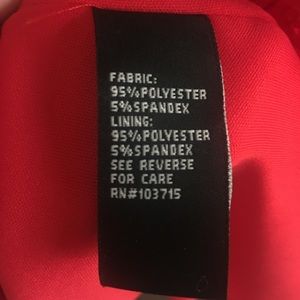 FABRIC:
95%POLYESTER
5%SPANDEX
LINING:
95%POLYESTER
5%SPANDEX
SEE REVERSE
FOR CARE
RN#103715